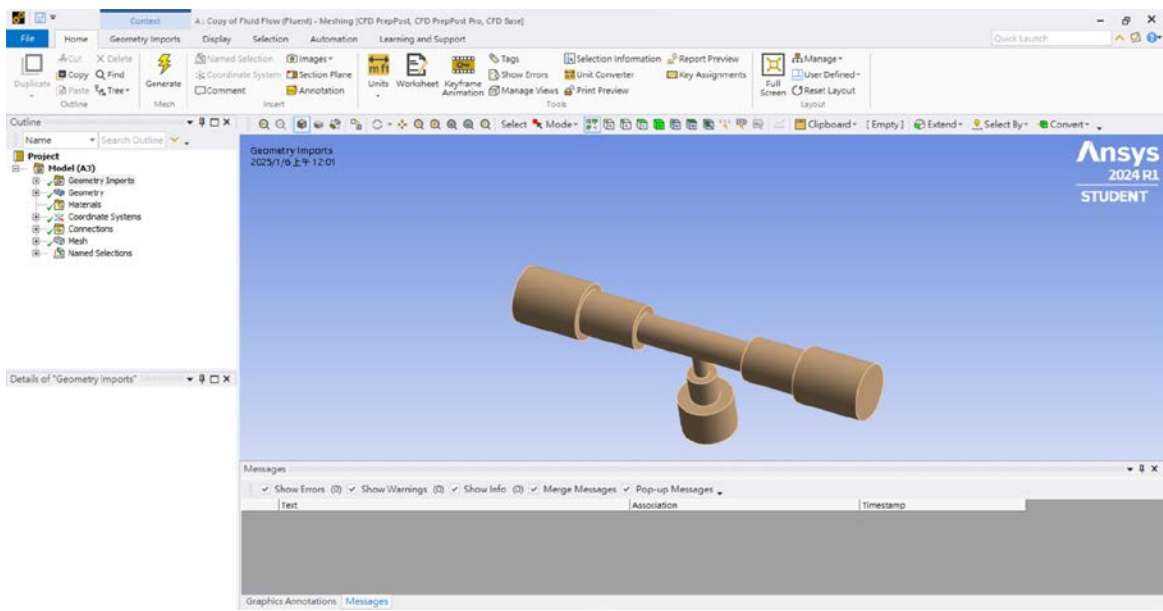 Context
A : Copy of Fluid Flow (Fluent) - Meshing [CFD PrepPost, CFD PrepPost Pro, CFD Base]
File Home Geometry Imports Display Selection Automation Learning and Support Quick Launch
Duplicate
Cut
Copy
Paste
Delete
Find
Tree
Outline
Generate
Mesh
Named Selection
Coordinate System
Comment
Images
Section Plane
Annotation
Insert
Units
Worksheet
Keyframe
Animation
Tags
Show Errors
Manage Views
Selection Information
Unit Converter
Print Preview
Report Preview
Key Assignments
Tools
Full
Screen
Manage
User Defined
Reset Layout
Layout
Outline
Name Search Outline
Select Mode Clipboard [Empty] Extend Select By Convert
Project
Model (A3)
Geometry Imports
Geometry
Materials
Coordinate Systems
Connections
Mesh
Named Selections
Geometry Imports
2025/1/6 上午 12:01
Ansys
2024 R1
STUDENT
Details of "Geometry Imports"
Messages
Show Errors (0) Show Warnings (0) Show Info (0) Merge Messages Pop-up Messages
Text Association Timestamp
Graphics Annotations Messages